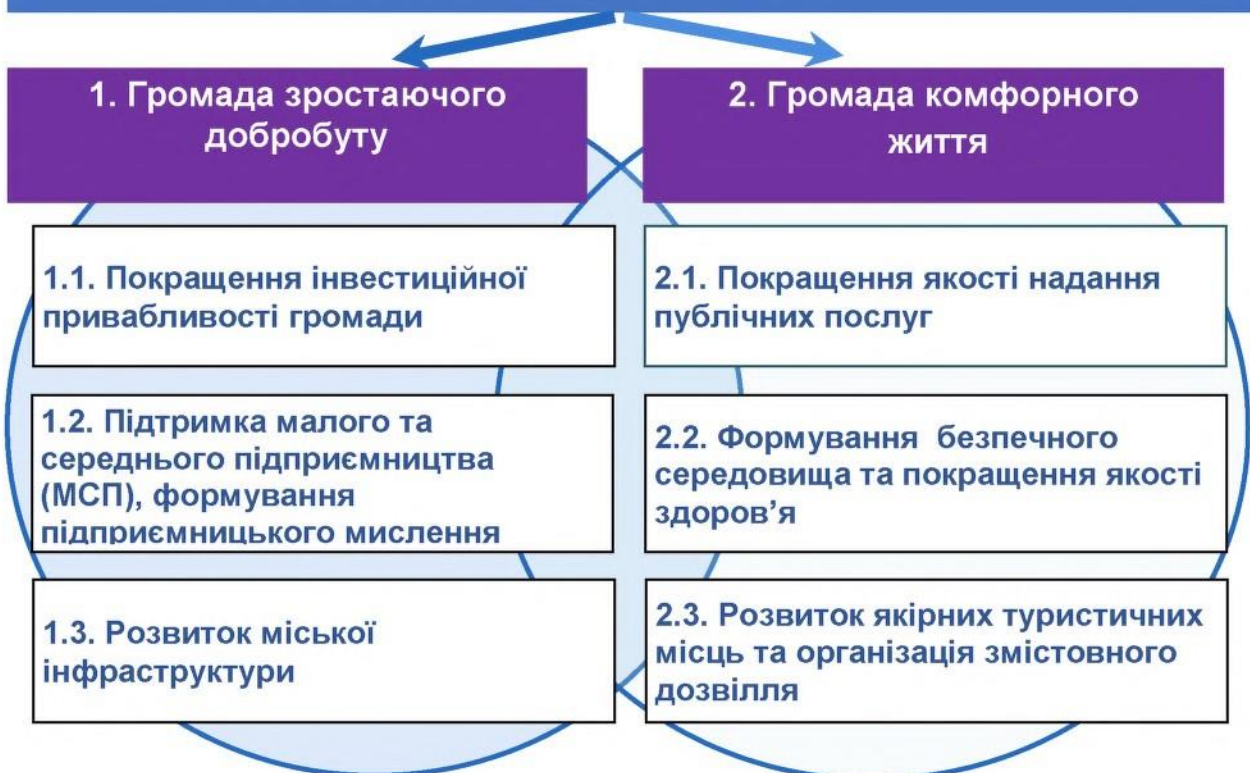 1. Громада зростаючого
добробуту
1.1. Покращення інвестиційної
привабливості громади
1.2. Підтримка малого та
середнього підприємництва
(МСП), формування
підприємницького мислення
1.3. Розвиток міської
інфраструктури
2. Громада комфорного
життя
2.1. Покращення якості надання
публічних послуг
2.2. Формування  безпечного
середовища та покращення якості
здоров’я
2.3. Розвиток якірних туристичних
місць та організація змістовного
дозвілля